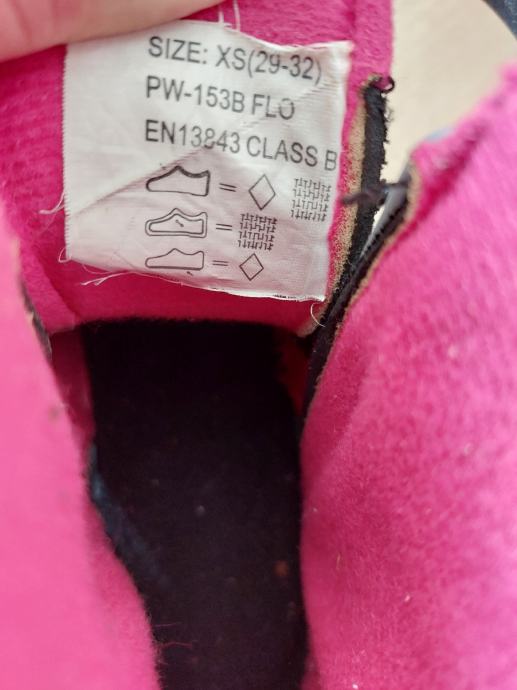 SIZE: XS(29-32)
PW-153B FLO
EN13843 CLASS B
=
=
=